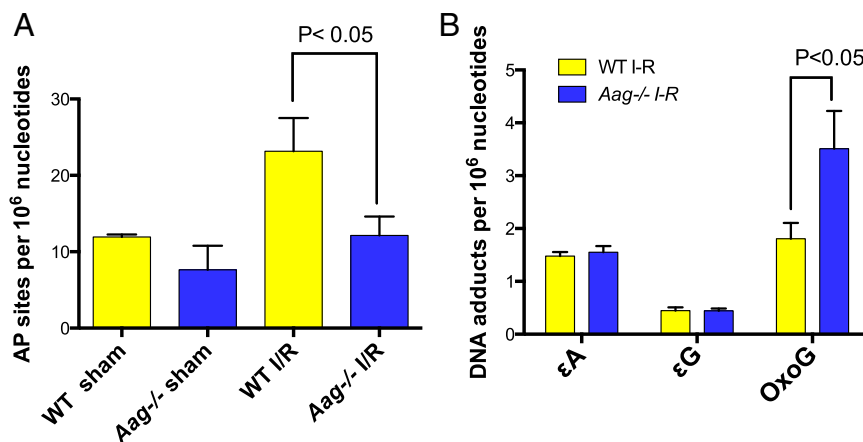 A
P< 0.05
AP sites per 10⁶ nucleotides
30
20
10
0
WT sham
Aag-/- sham
WT I/R
Aag-/- I/R
B
P<0.05
DNA adducts per 10⁶ nucleotides
WT I-R
Aag-/- I-R
5
4
3
2
1
0
εA
εG
OxoG